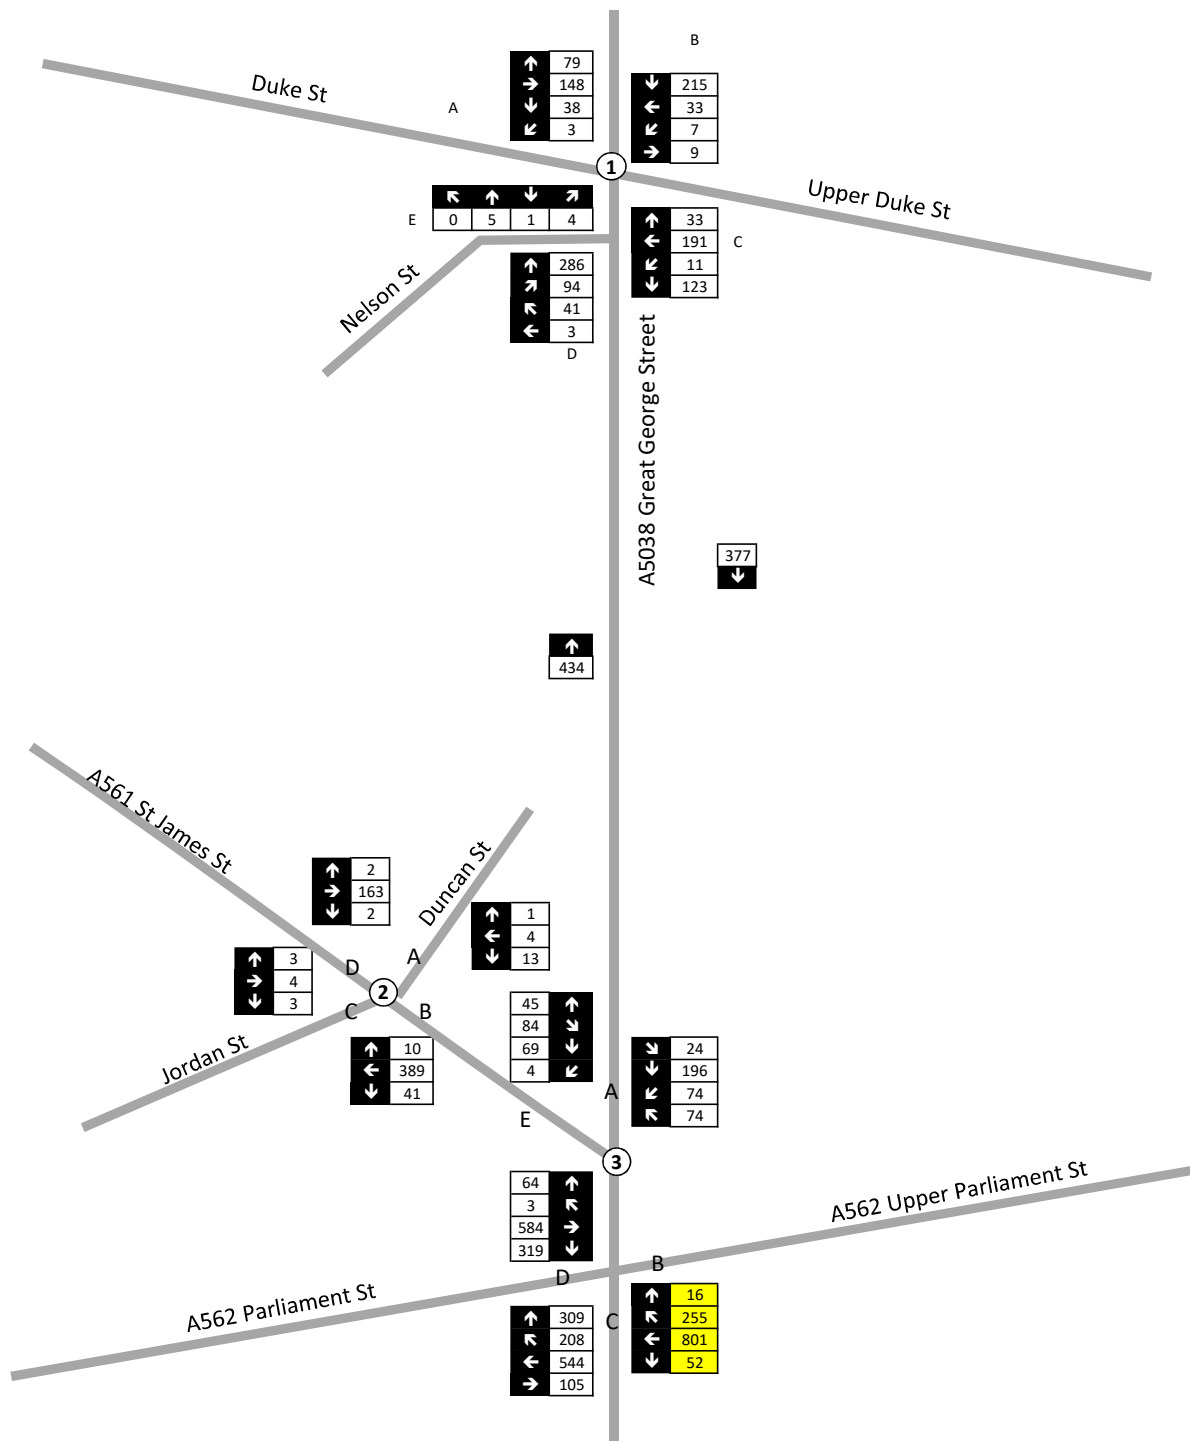 B
↑ 79
→ 148
↓ 38
↙ 3
Duke St
A
↓ 215
← 33
↙ 7
→ 9
1
Upper Duke St
↖ ↑ ↓ ↗
E 0 5 1 4
↑ 33
← 191
↙ 11
↓ 123
C
Nelson St
↑ 286
↗ 94
↖ 41
← 3
D
A5038 Great George Street
377
↓
↑
434
A561 St James St
Duncan St
↑ 2
→ 163
↓ 2
↑ 1
← 4
↓ 13
A
↑ 3
→ 4
↓ 3
D
2
C
B
Jordan St
↑ 10
← 389
↓ 41
45 ↑
84 ↘
69 ↓
4 ↙
A
↘ 24
↓ 196
↙ 74
↖ 74
E
3
64 ↑
3 ↖
584 →
319 ↓
A562 Upper Parliament St
B
D
A562 Parliament St
↑ 309
↖ 208
← 544
→ 105
C
↑ 16
↖ 255
← 801
↓ 52